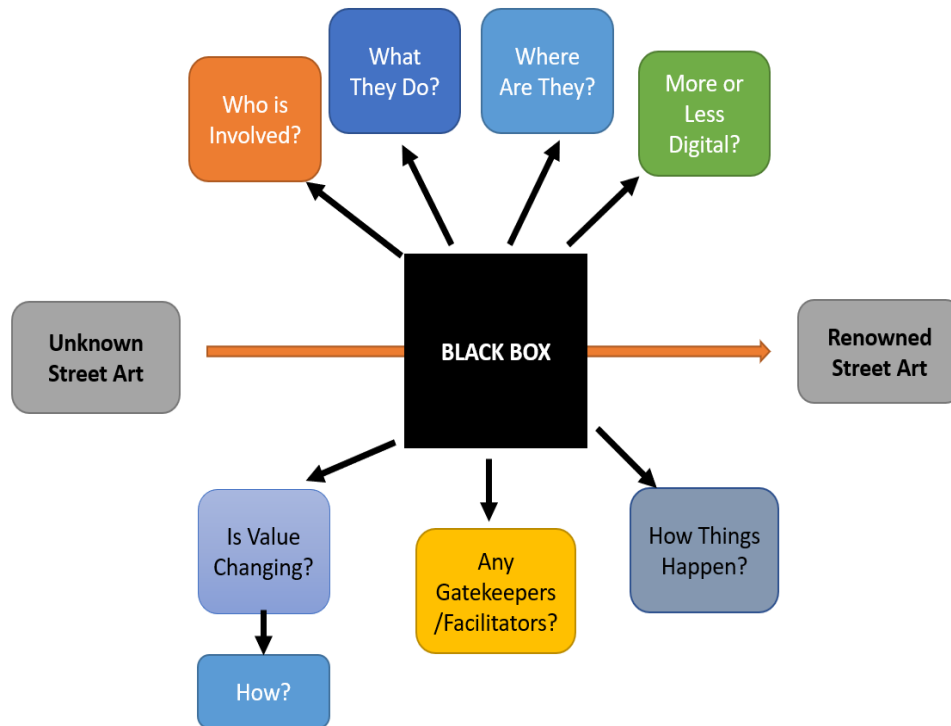 What
They Do?
Where
Are They?
More or
Less
Digital?
Who is
Involved?
Unknown
Street Art
BLACK BOX
Renowned
Street Art
Is Value
Changing?
Any
Gatekeepers
/Facilitators?
How Things
Happen?
How?